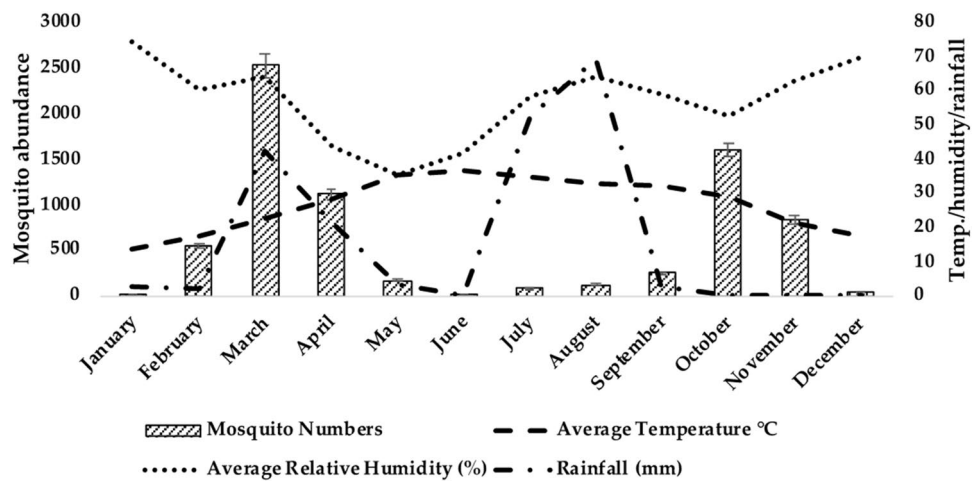 3000
2500
2000
1500
1000
500
0
Mosquito abundance
80
70
60
50
40
30
20
10
0
Temp./humidity/rainfall
January
February
March
April
May
June
July
August
September
October
November
December
Mosquito Numbers
Average Temperature °C
Average Relative Humidity (%)
Rainfall (mm)